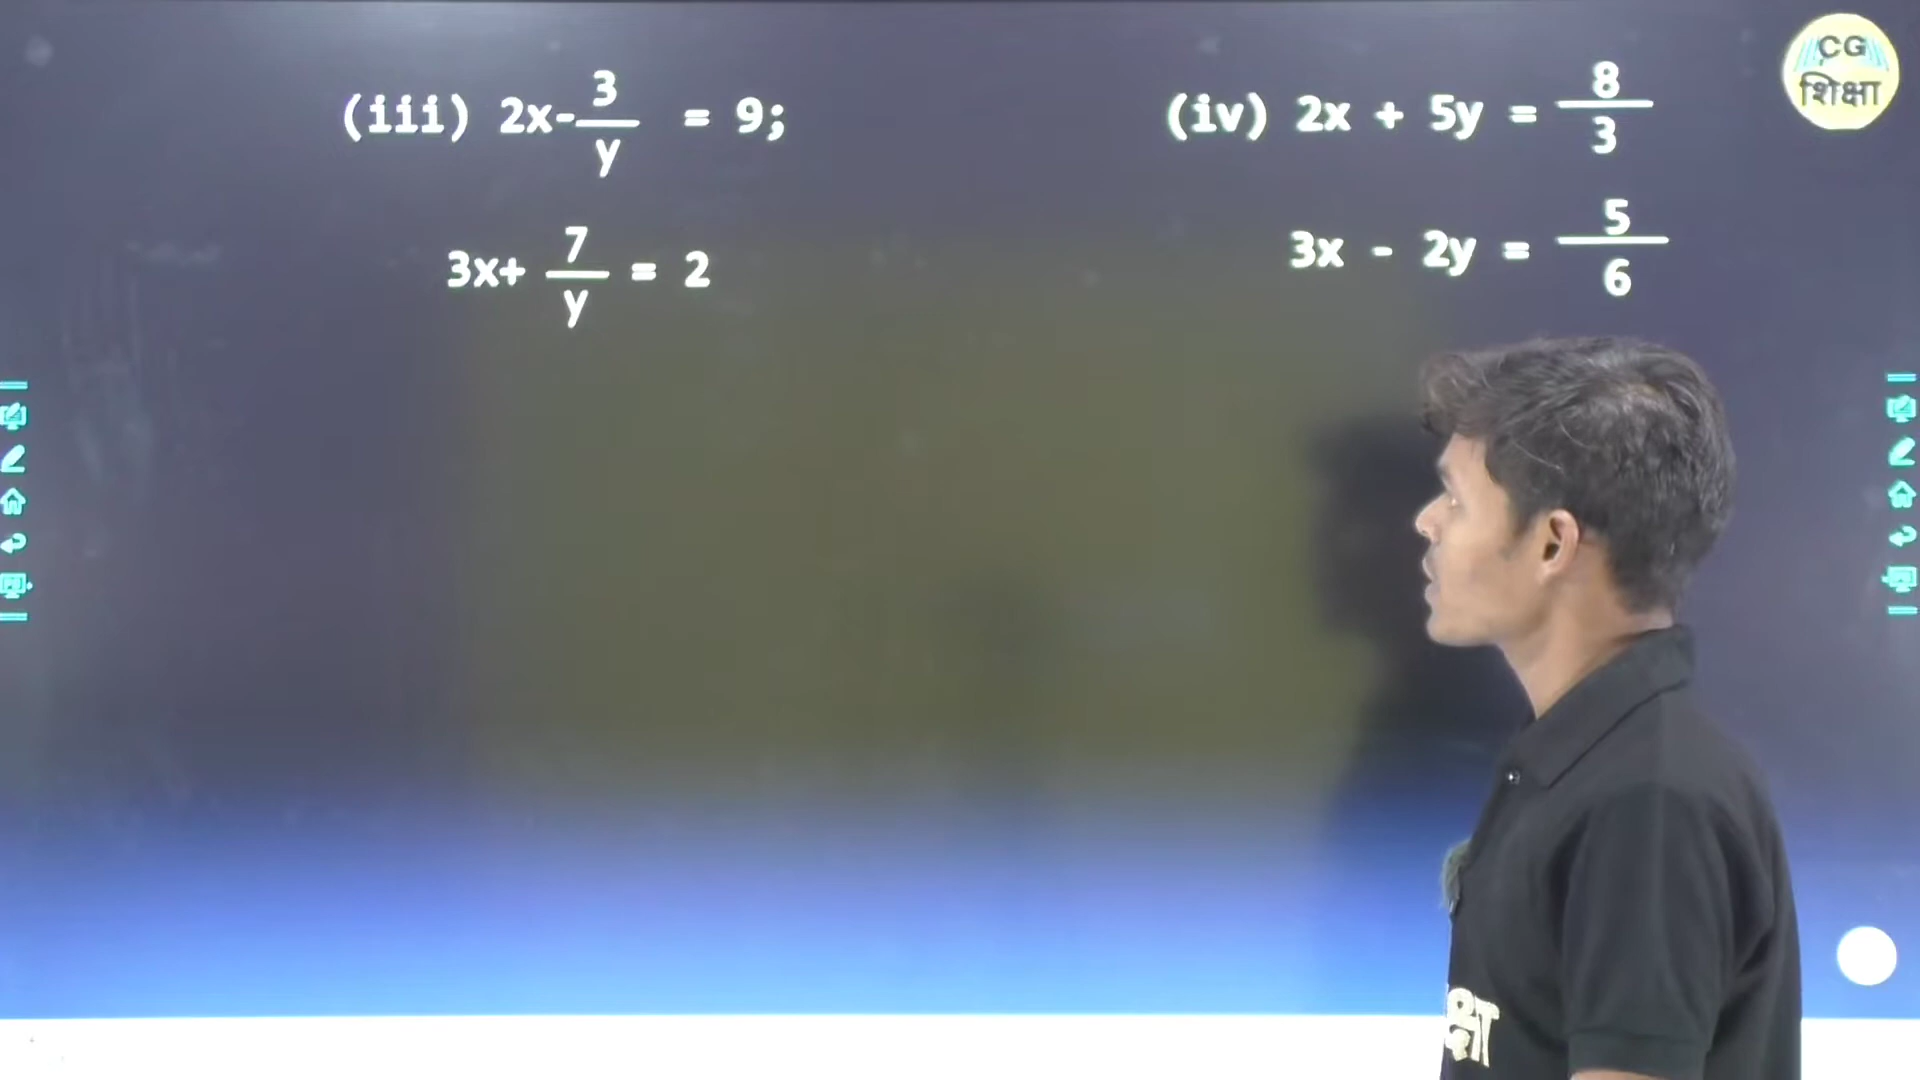 (iii) 2x - 3/y = 9;
3x + 7/y = 2
(iv) 2x + 5y = 8/3
3x - 2y = 5/6
CG
शिक्षा